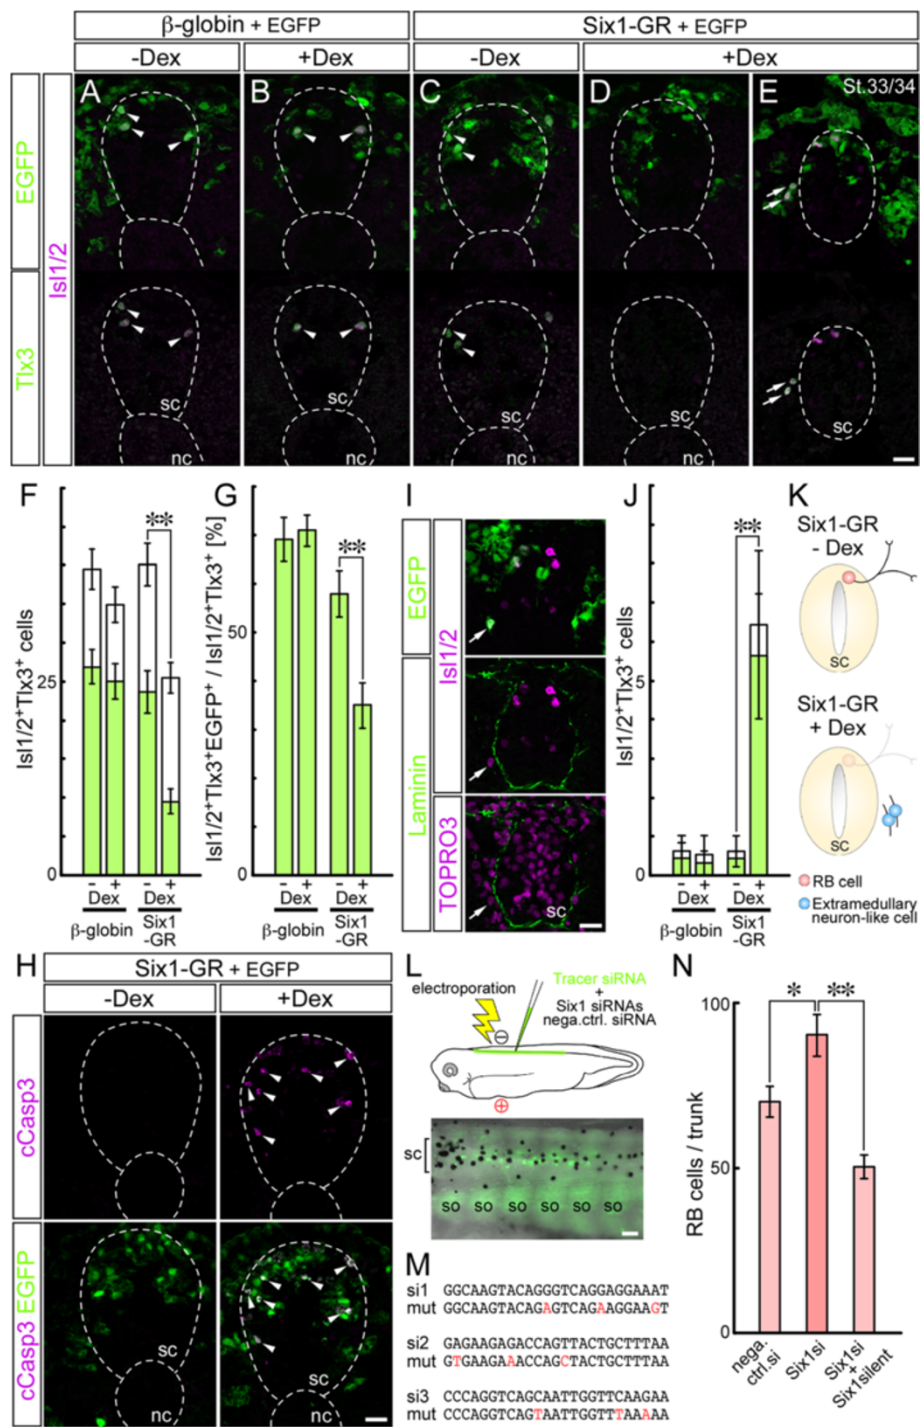 β-globin + EGFP
Six1-GR + EGFP
-Dex
+Dex
-Dex
+Dex
A
B
C
D
E
St.33/34
EGFP
Tlx3
Isl1/2
sc
nc
sc
nc
sc
nc
sc
nc
sc
F
Isl1/2⁺Tlx3⁺ cells
25
0
**
- +
Dex
β-globin
- +
Dex
Six1
-GR
G
Isl1/2⁺Tlx3⁺EGFP⁺ / Isl1/2⁺Tlx3⁺ [%]
50
0
**
- +
Dex
β-globin
- +
Dex
Six1
-GR
I
EGFP
Laminin
Isl1/2
TOPRO3
sc
J
Isl1/2⁺Tlx3⁺ cells
5
0
**
- +
Dex
β-globin
- +
Dex
Six1
-GR
K
Six1-GR
- Dex
sc
Six1-GR
+ Dex
sc
RB cell
Extramedullary
neuron-like cell
H
Six1-GR + EGFP
-Dex
+Dex
cCasp3
cCasp3 EGFP
sc
nc
sc
nc
L
electroporation
Tracer siRNA
+
Six1 siRNAs
nega.ctrl. siRNA
sc
so so so so so so
M
si1 GGCAAGTACAGGGTCAGGAGGAAAT
mut GGCAAGTACAGAGTCAGAAGGAAGT
si2 GAGAAGAGACCAGTTACTGCTTTAA
mut GTGAAGAAACCAGCTACTGCTTTAA
si3 CCCAGGTCAGCAATTGGTTCAAGAA
mut CCCAGGTCAGTAATTGGTTTAAAAA
N
RB cells / trunk
100
50
0
*
**
nega.
ctrl.si
Six1si
Six1si
+
Six1silent